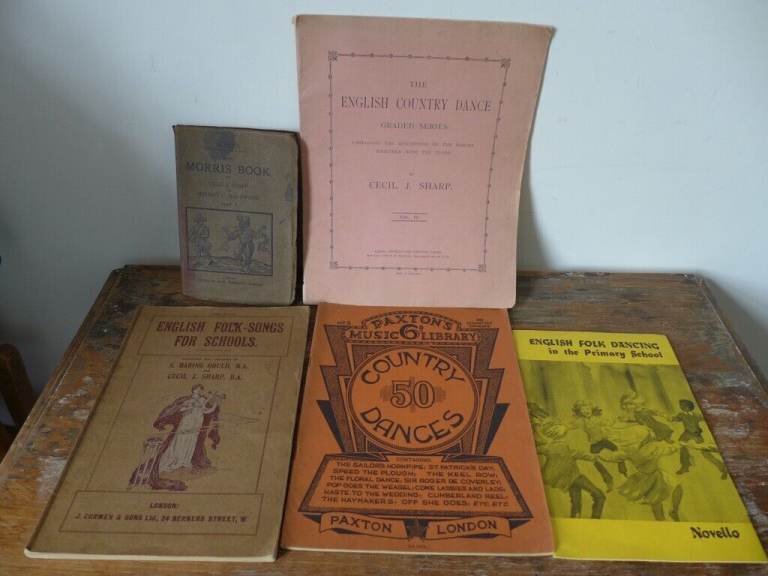 MORRIS BOOK
THE
ENGLISH COUNTRY DANCE
GRADED SERIES
BY
CECIL J. SHARP.
ENGLISH FOLK-SONGS
FOR SCHOOLS.
S. BARING GOULD, M.A.
CECIL J. SHARP, B.A.
LONDON:
J. CURWEN & SONS LTD., 24 BERNERS STREET, W
PAXTON'S
6D
MUSIC LIBRARY
COUNTRY
50
DANCES
CONTAINING
THE SAILOR'S HORNPIPE; ST. PATRICK'S DAY,
SPEED THE PLOUGH; THE KEEL ROW;
THE FLORAL DANCE; SIR ROGER DE COVERLEY;
POP GOES THE WEASEL; COME LASSIES AND LADS;
HASTE TO THE WEDDING; CUMBERLAND REEL;
THE HAYMAKERS; OFF SHE GOES; ETC. ETC.
PAXTON LONDON
ENGLISH FOLK DANCING
in the Primary School
Novello